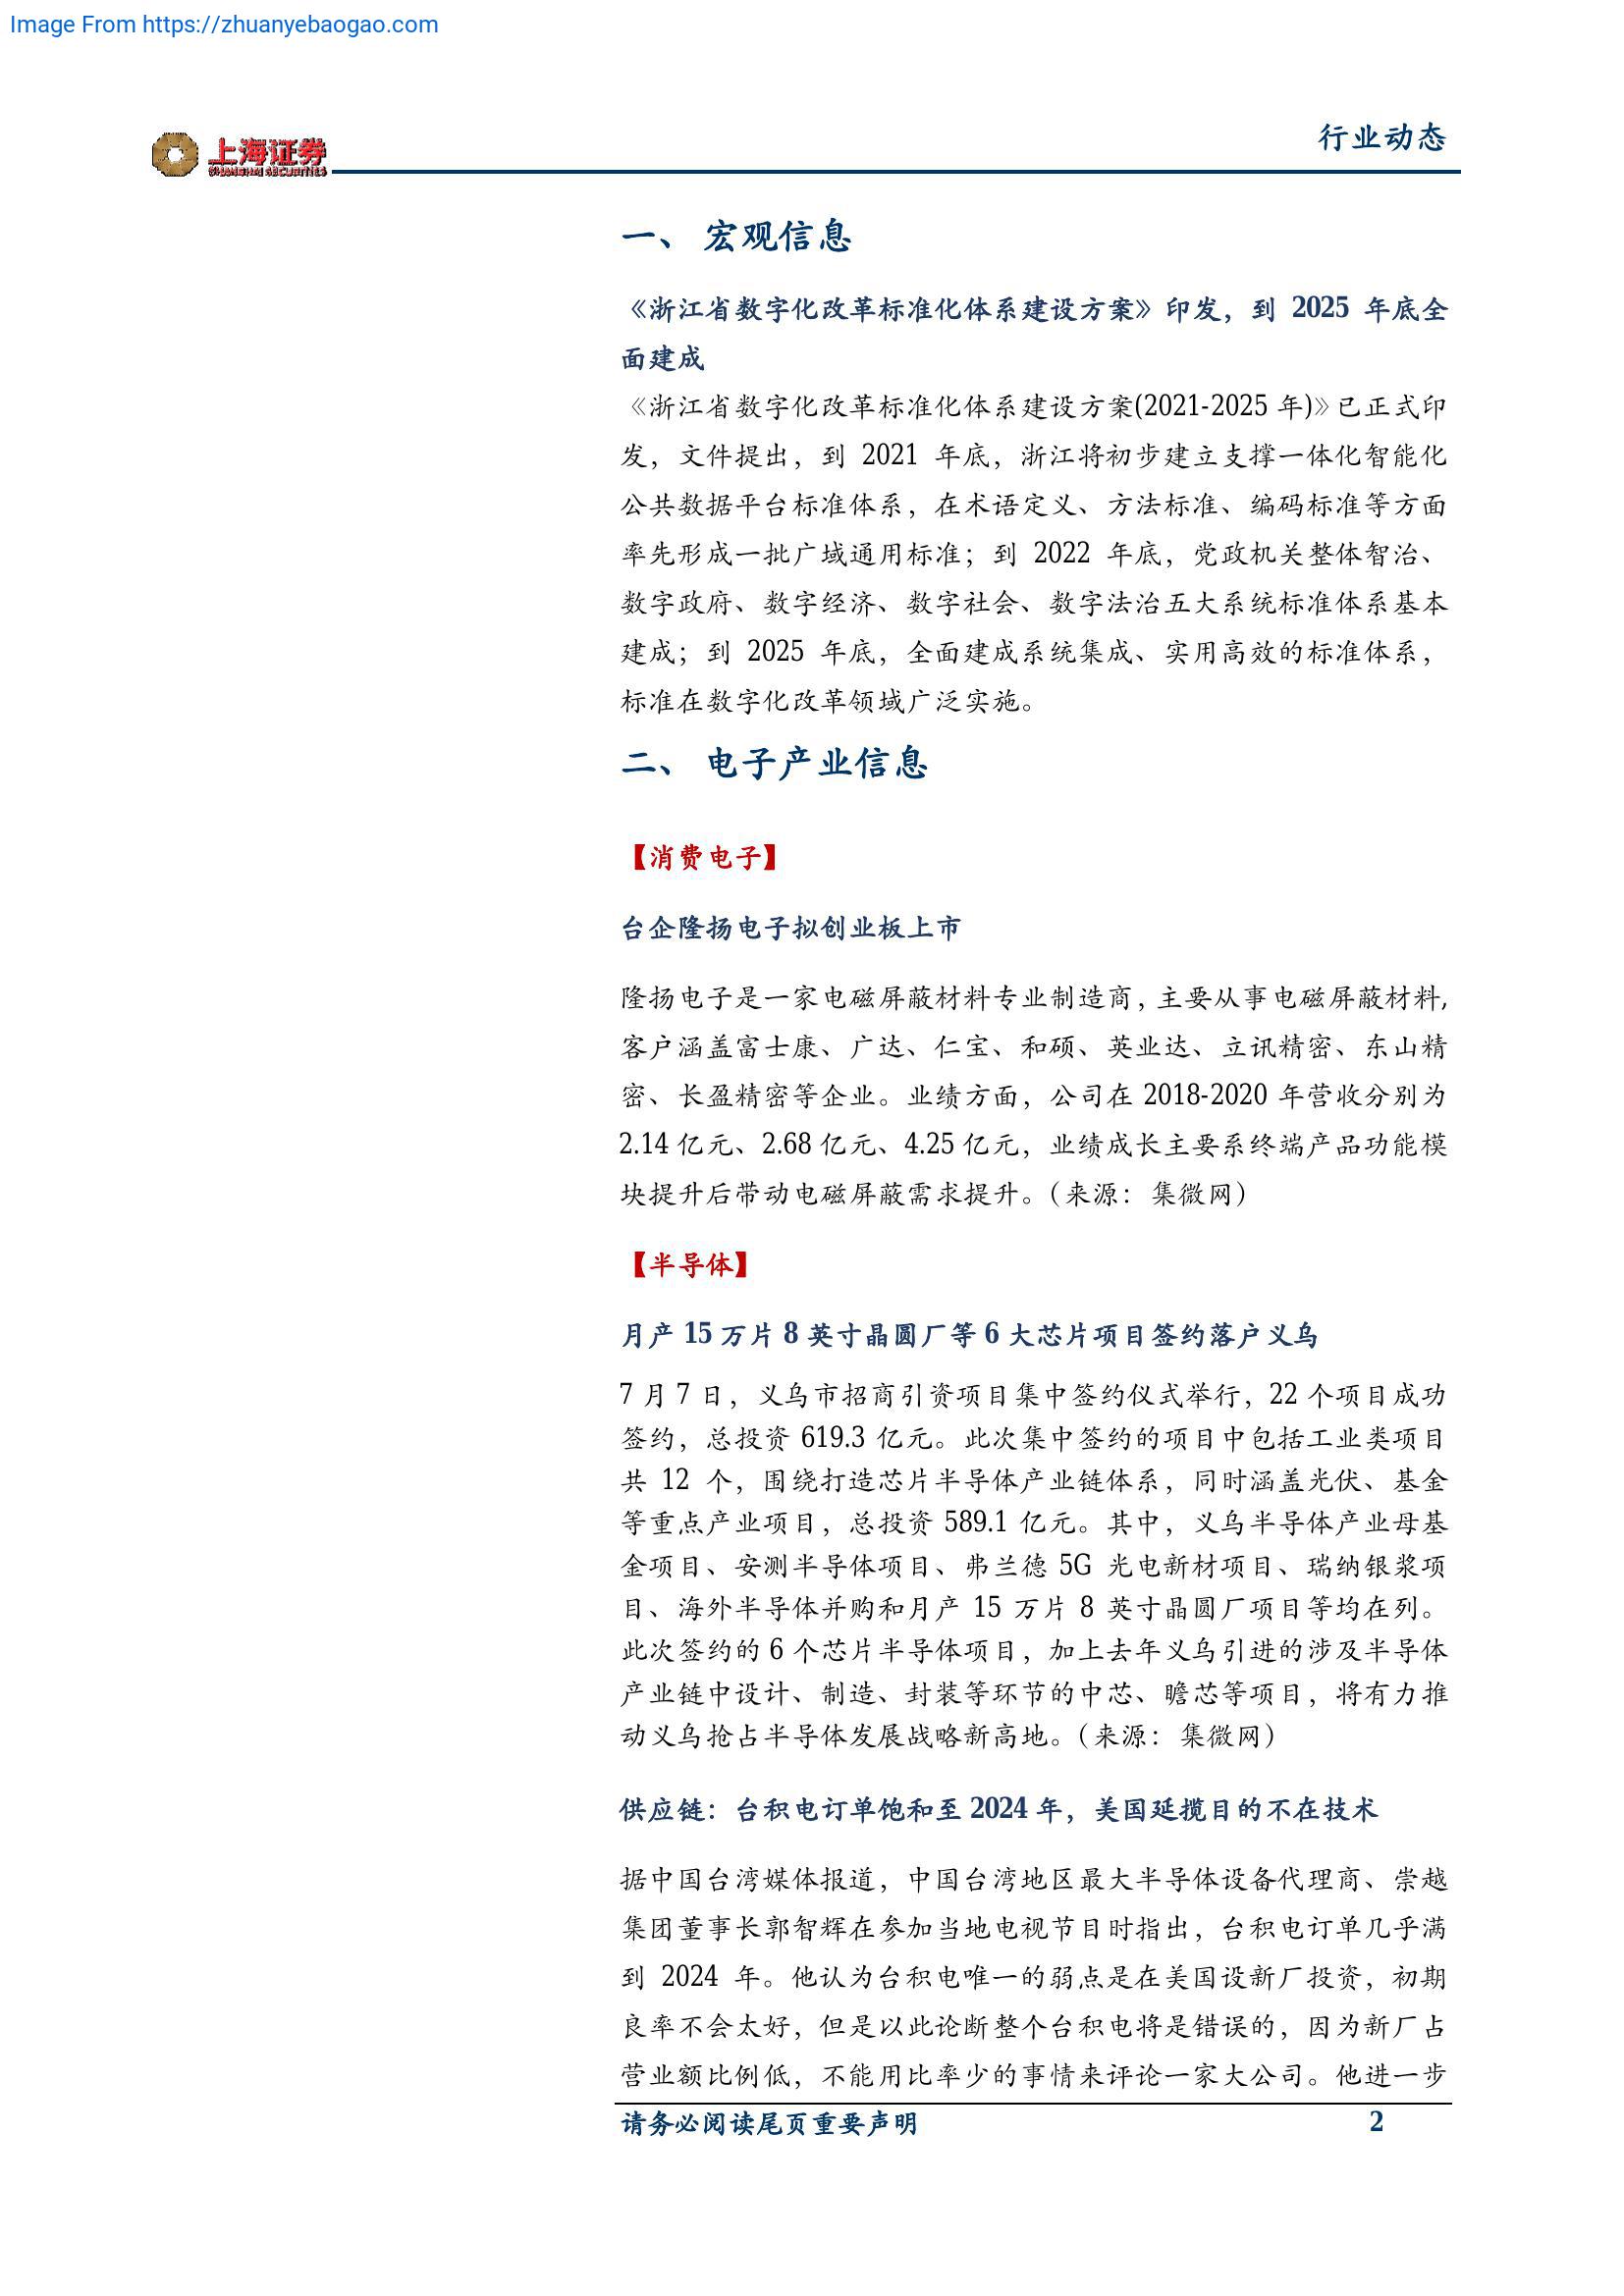 Image From https://zhuanyebaogao.com
行业动态
上海证券
SHANGHAI SECURITIES
一、 宏观信息
《浙江省数字化改革标准化体系建设方案》印发，到 2025 年底全
面建成
《浙江省数字化改革标准化体系建设方案(2021-2025 年)》已正式印
发，文件提出，到 2021 年底，浙江将初步建立支撑一体化智能化
公共数据平台标准体系，在术语定义、方法标准、编码标准等方面
率先形成一批广域通用标准；到 2022 年底，党政机关整体智治、
数字政府、数字经济、数字社会、数字法治五大系统标准体系基本
建成；到 2025 年底，全面建成系统集成、实用高效的标准体系，
标准在数字化改革领域广泛实施。
二、 电子产业信息
【消费电子】
台企隆扬电子拟创业板上市
隆扬电子是一家电磁屏蔽材料专业制造商，主要从事电磁屏蔽材料，
客户涵盖富士康、广达、仁宝、和硕、英业达、立讯精密、东山精
密、长盈精密等企业。业绩方面，公司在 2018-2020 年营收分别为
2.14 亿元、2.68 亿元、4.25 亿元，业绩成长主要系终端产品功能模
块提升后带动电磁屏蔽需求提升。（来源：集微网）
【半导体】
月产 15 万片 8 英寸晶圆厂等 6 大芯片项目签约落户义乌
7 月 7 日，义乌市招商引资项目集中签约仪式举行，22 个项目成功
签约，总投资 619.3 亿元。此次集中签约的项目中包括工业类项目
共 12 个，围绕打造芯片半导体产业链体系，同时涵盖光伏、基金
等重点产业项目，总投资 589.1 亿元。其中，义乌半导体产业母基
金项目、安测半导体项目、弗兰德 5G 光电新材项目、瑞纳银浆项
目、海外半导体并购和月产 15 万片 8 英寸晶圆厂项目等均在列。
此次签约的 6 个芯片半导体项目，加上去年义乌引进的涉及半导体
产业链中设计、制造、封装等环节的中芯、瞻芯等项目，将有力推
动义乌抢占半导体发展战略新高地。（来源：集微网）
供应链：台积电订单饱和至 2024 年，美国延揽目的不在技术
据中国台湾媒体报道，中国台湾地区最大半导体设备代理商、崇越
集团董事长郭智辉在参加当地电视节目时指出，台积电订单几乎满
到 2024 年。他认为台积电唯一的弱点是在美国设新厂投资，初期
良率不会太好，但是以此论断整个台积电将是错误的，因为新厂占
营业额比例低，不能用比率少的事情来评论一家大公司。他进一步
请务必阅读尾页重要声明 2